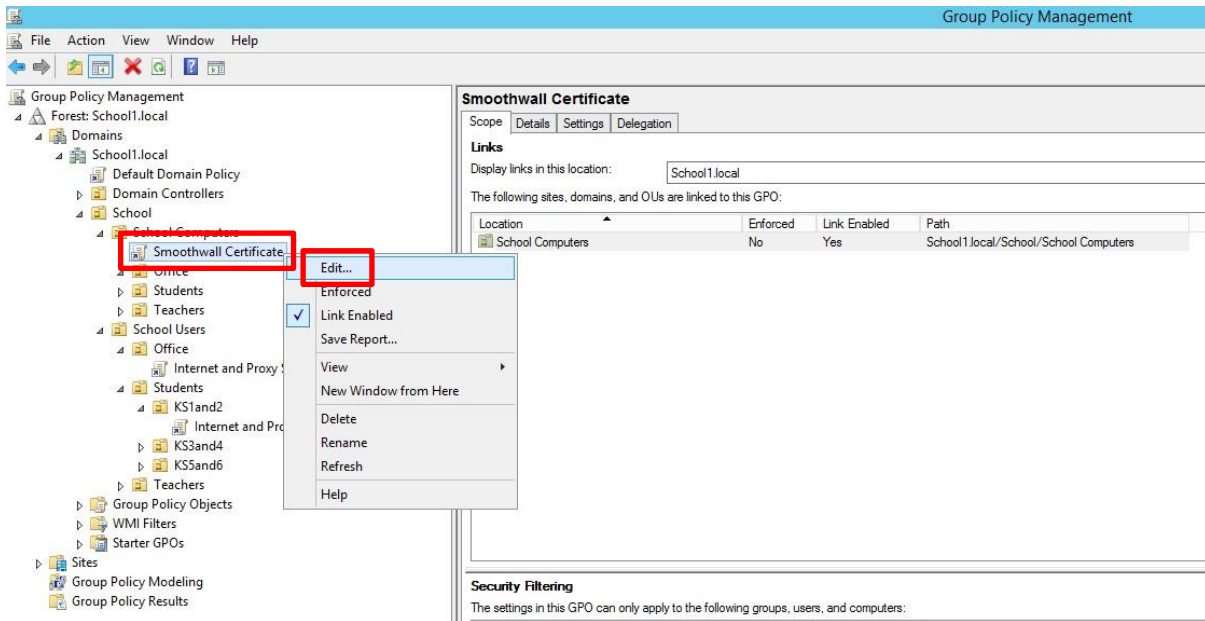 Group Policy Management
File Action View Window Help
Group Policy Management
Forest: School1.local
Domains
School1.local
Default Domain Policy
Domain Controllers
School
School Computers
Smoothwall Certificate
Office
Students
Teachers
School Users
Office
Internet and Proxy
Students
KS1and2
Internet and Pro
KS3and4
KS5and6
Teachers
Group Policy Objects
WMI Filters
Starter GPOs
Sites
Group Policy Modeling
Group Policy Results
Edit...
Enforced
Link Enabled
Save Report...
View
New Window from Here
Delete
Rename
Refresh
Help
Smoothwall Certificate
Scope Details Settings Delegation
Links
Display links in this location: School1.local
The following sites, domains, and OUs are linked to this GPO:
Location Enforced Link Enabled Path
School Computers No Yes School1.local/School/School Computers
Security Filtering
The settings in this GPO can only apply to the following groups, users, and computers: